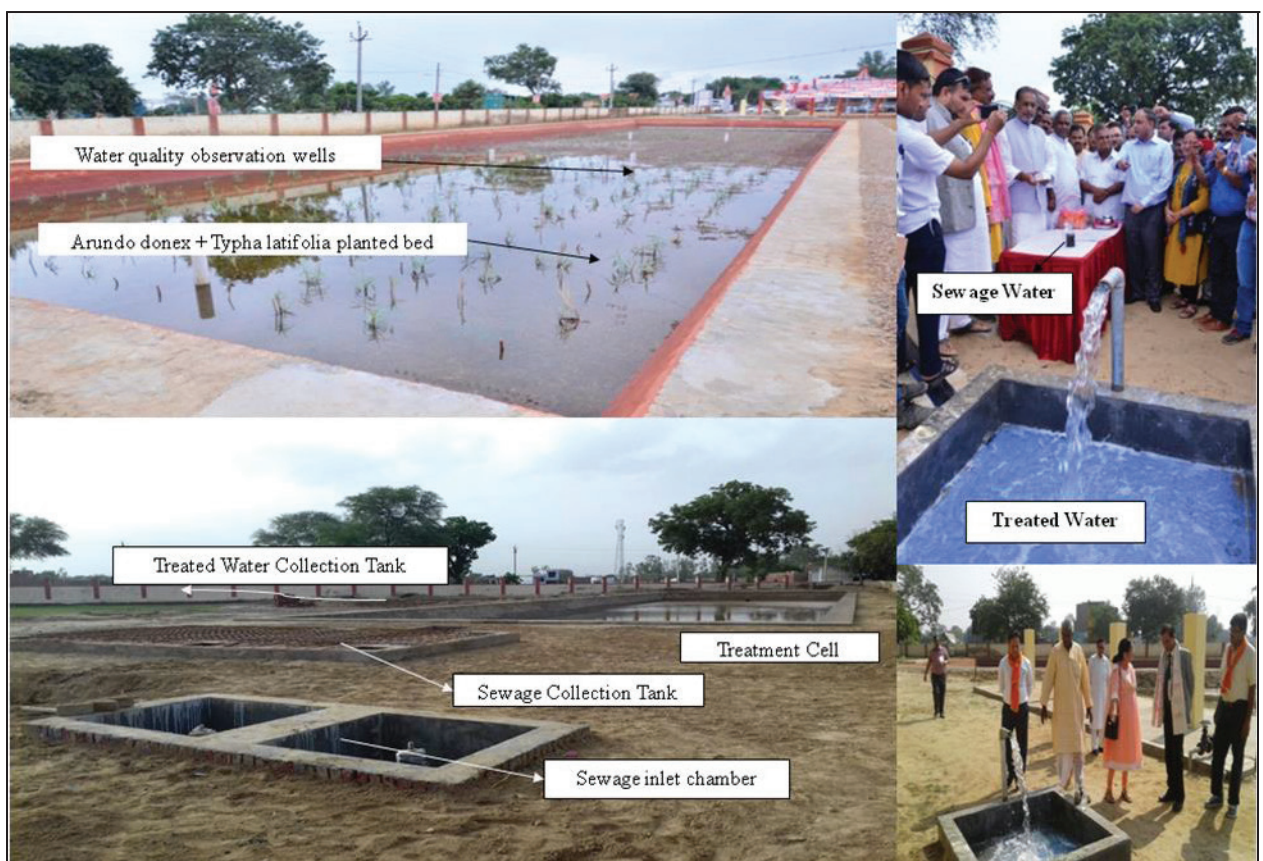 Water quality observation wells
Arundo donex + Typha latifolia planted bed
Sewage Water
Treated Water
Treated Water Collection Tank
Treatment Cell
Sewage Collection Tank
Sewage inlet chamber